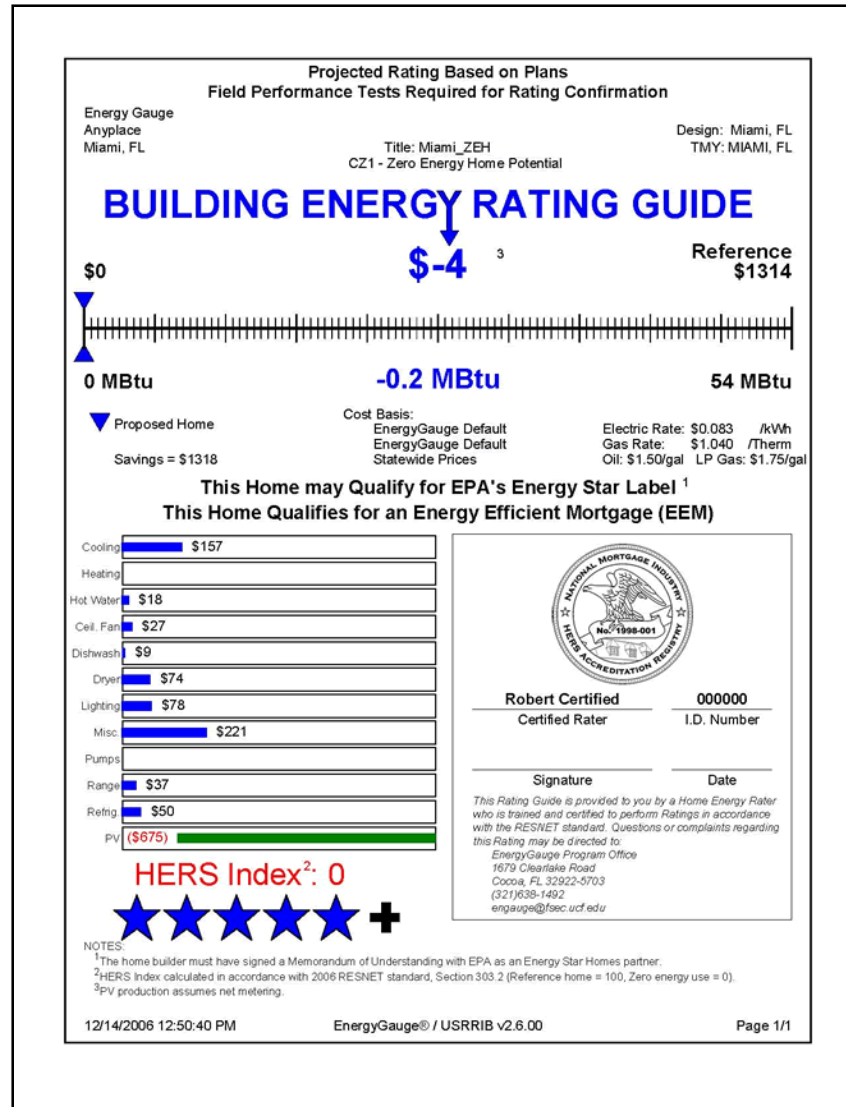 Projected Rating Based on Plans
Field Performance Tests Required for Rating Confirmation
Energy Gauge
Anyplace
Miami, FL
Title: Miami_ZEH
CZ1 - Zero Energy Home Potential
Design: Miami, FL
TMY: MIAMI, FL
BUILDING ENERGY RATING GUIDE
$0
$-4 3
Reference
$1314
0 MBtu
-0.2 MBtu
54 MBtu
Proposed Home
Savings = $1318
Cost Basis:
EnergyGauge Default
EnergyGauge Default
Statewide Prices
Electric Rate: $0.083 /kWh
Gas Rate: $1.040 /Therm
Oil: $1.50/gal LP Gas: $1.75/gal
This Home may Qualify for EPA's Energy Star Label 1
This Home Qualifies for an Energy Efficient Mortgage (EEM)
Cooling $157
Heating
Hot Water $18
Ceil. Fan $27
Dishwash $9
Dryer $74
Lighting $78
Misc. $221
Pumps
Range $37
Refrig. $50
PV ($675)
HERS Index2: 0
NATIONAL MORTGAGE INDUSTRY
No. 1998-001
HERS ACCREDITATION REGISTRY
Robert Certified 000000
Certified Rater I.D. Number
Signature Date
This Rating Guide is provided to you by a Home Energy Rater
who is trained and certified to perform Ratings in accordance
with the RESNET standard. Questions or complaints regarding
this Rating may be directed to:
EnergyGauge Program Office
1679 Clearlake Road
Cocoa, FL 32922-5703
(321)638-1492
engauge@fsec.ucf.edu
NOTES:
1The home builder must have signed a Memorandum of Understanding with EPA as an Energy Star Homes partner.
2HERS Index calculated in accordance with 2006 RESNET standard, Section 303.2 (Reference home = 100, Zero energy use = 0).
3PV production assumes net metering.
12/14/2006 12:50:40 PM
EnergyGauge® / USRRIB v2.6.00
Page 1/1